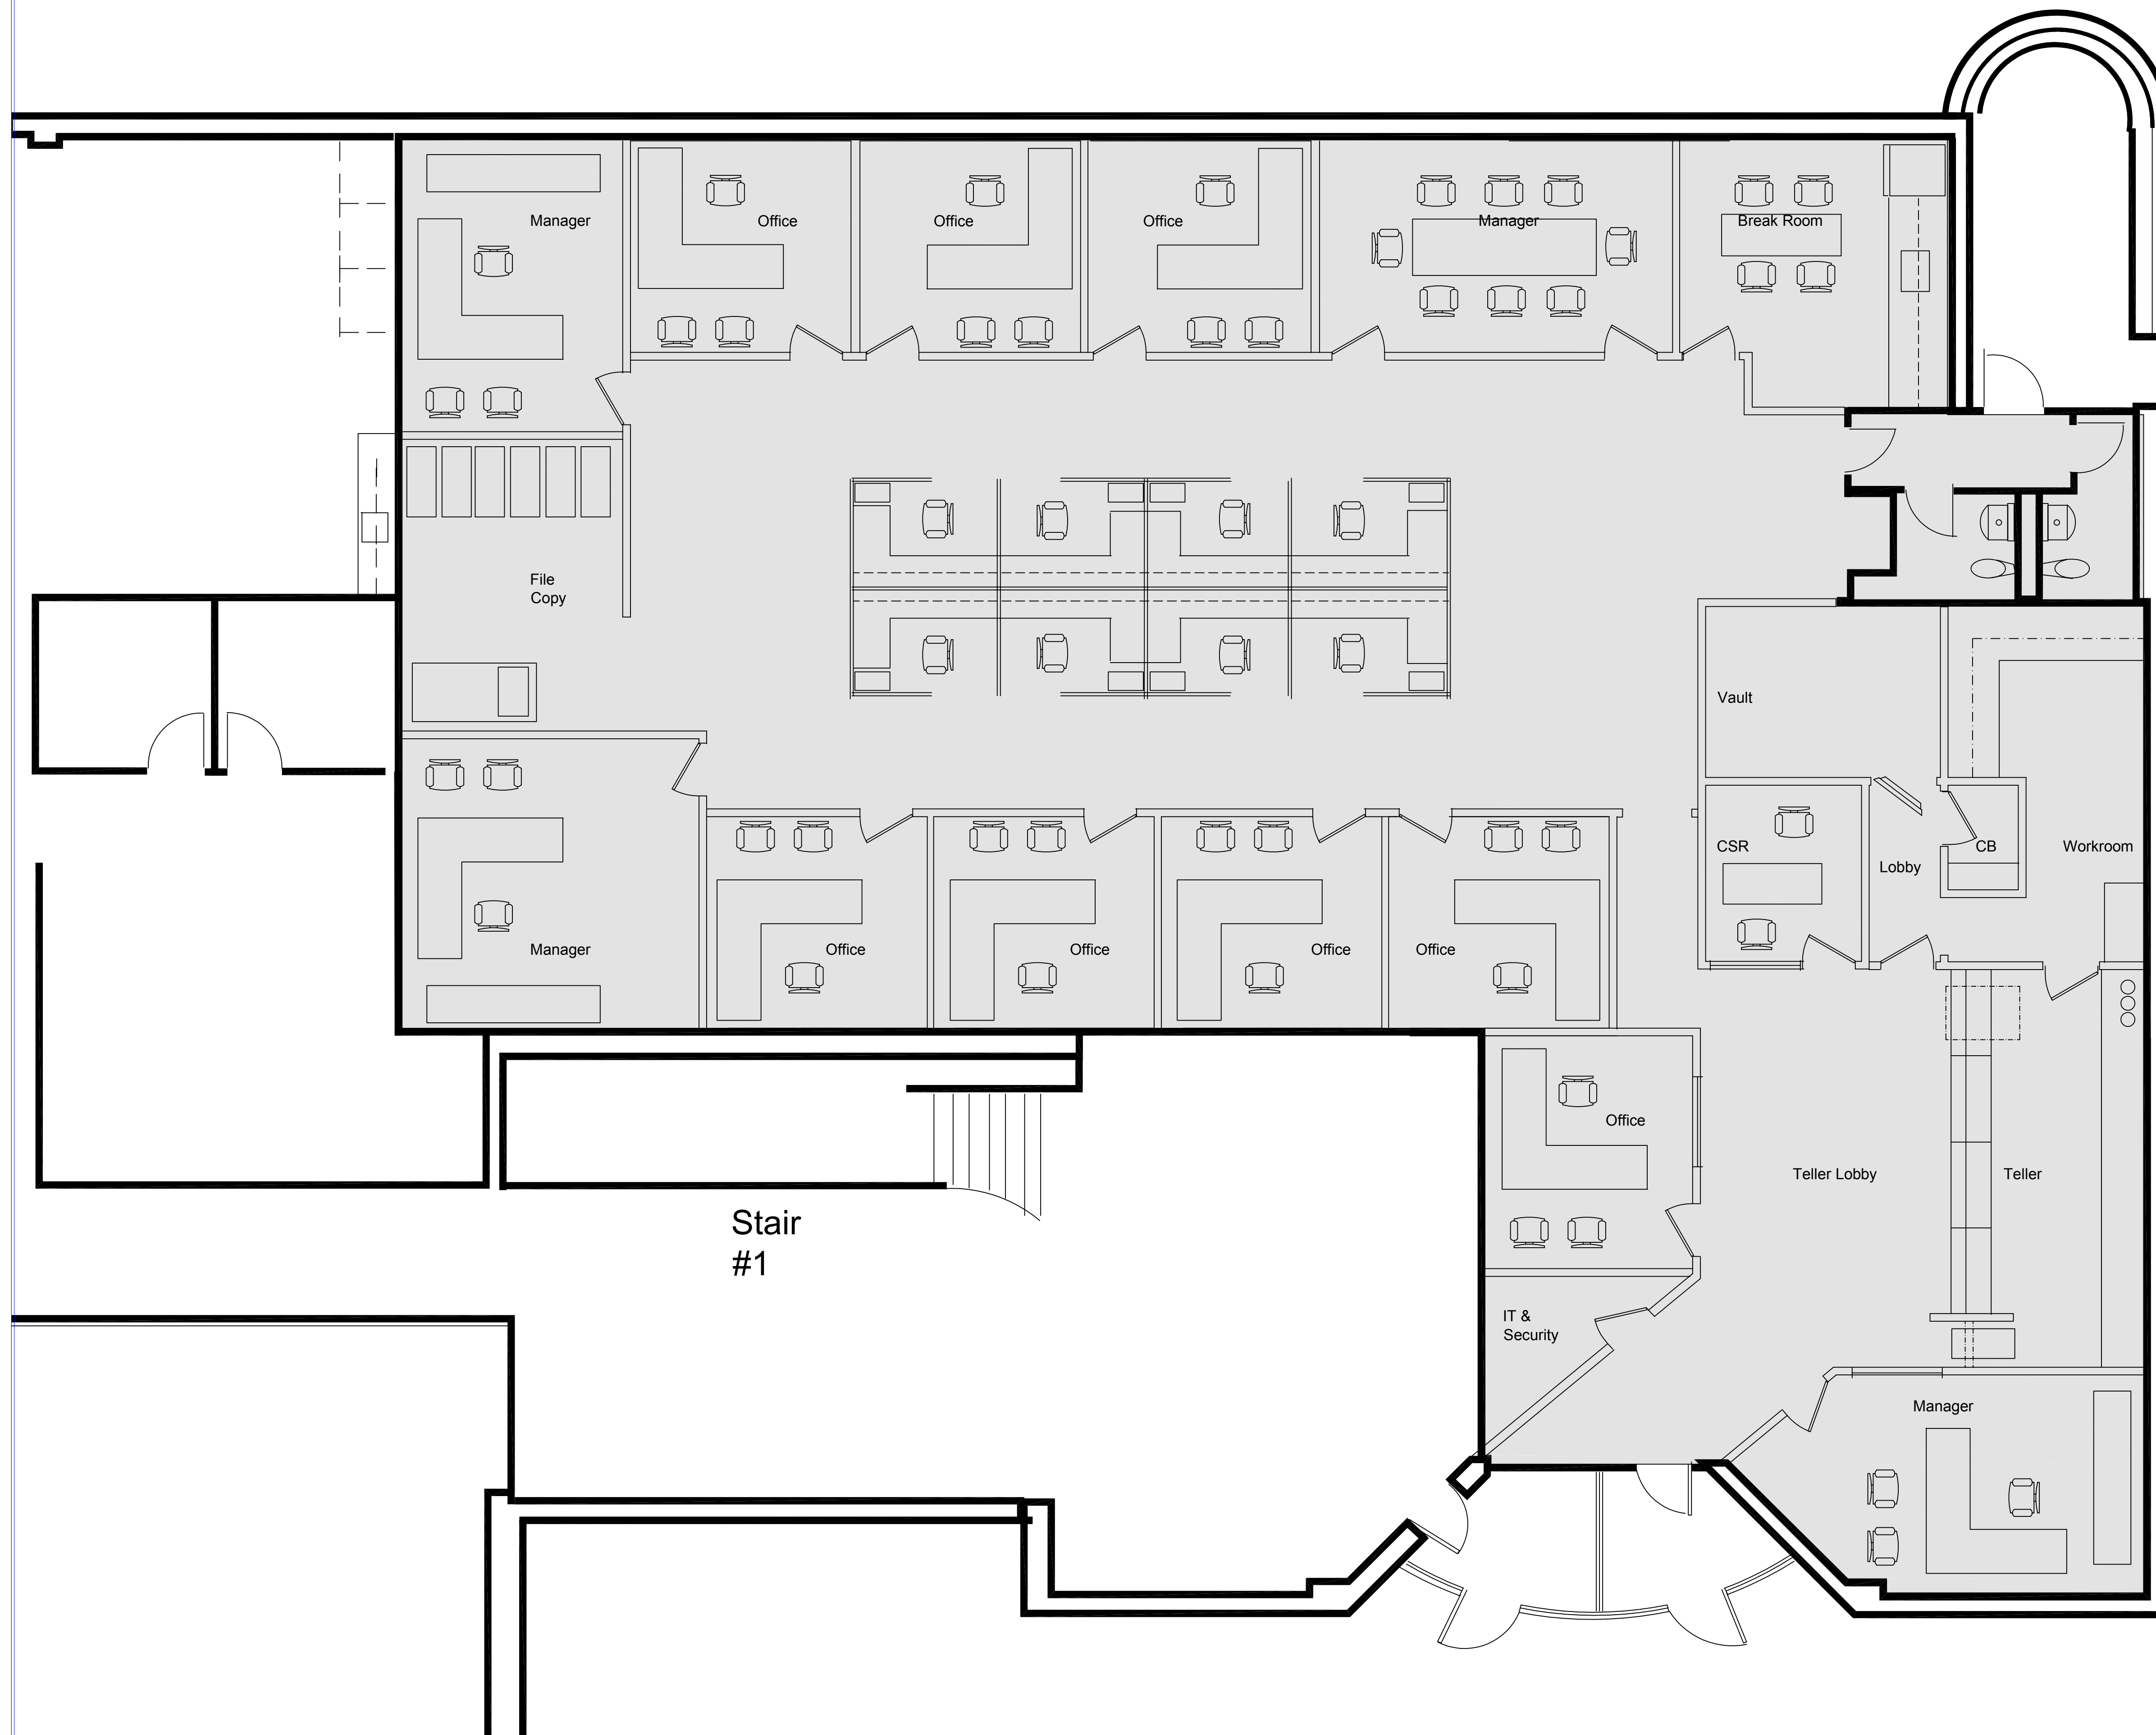 Manager
Office
Office
Office
Manager
Break Room
File
Copy
Vault
CSR
Lobby
CB
Workroom
Manager
Office
Office
Office
Office
Office
Teller Lobby
Teller
Stair
#1
IT &
Security
Manager